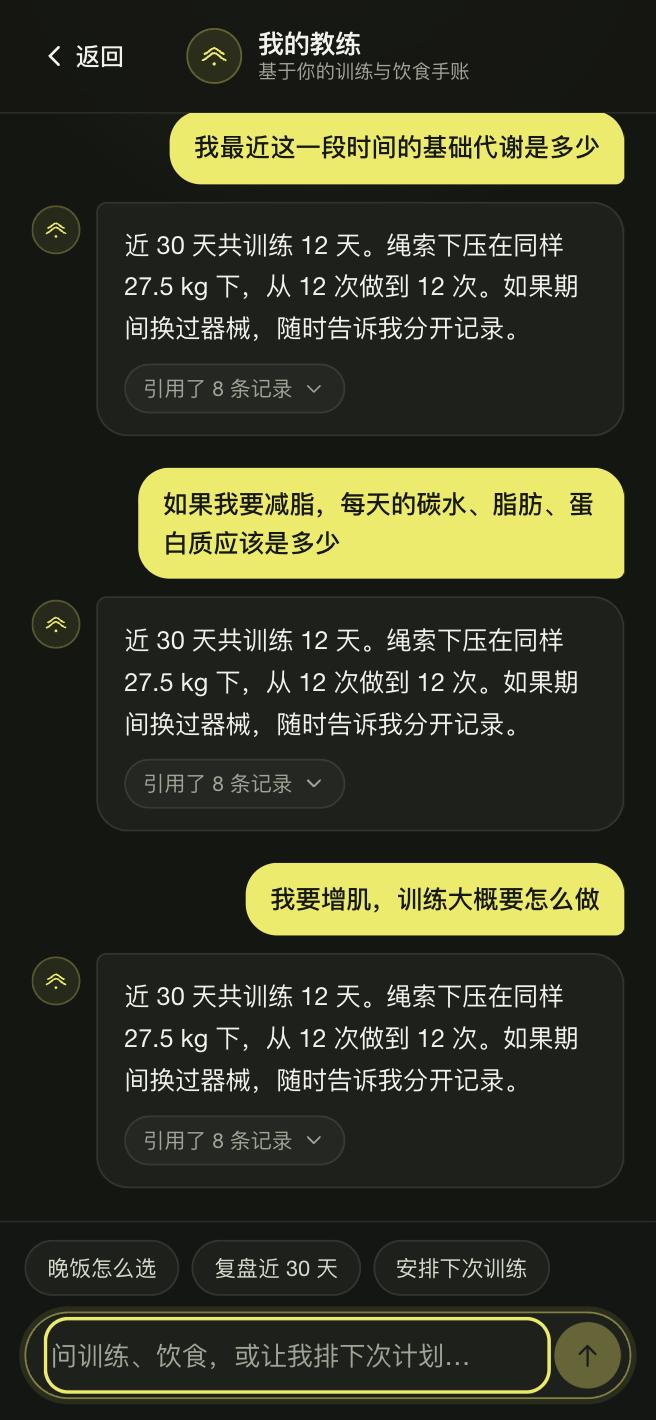 返回
我的教练
基于你的训练与饮食手账
我最近这一段时间的基础代谢是多少
近 30 天共训练 12 天。绳索下压在同样
27.5 kg 下，从 12 次做到 12 次。如果期
间换过器械，随时告诉我分开记录。
引用了 8 条记录
如果我要减脂，每天的碳水、脂肪、蛋
白质应该是多少
近 30 天共训练 12 天。绳索下压在同样
27.5 kg 下，从 12 次做到 12 次。如果期
间换过器械，随时告诉我分开记录。
引用了 8 条记录
我要增肌，训练大概要怎么做
近 30 天共训练 12 天。绳索下压在同样
27.5 kg 下，从 12 次做到 12 次。如果期
间换过器械，随时告诉我分开记录。
引用了 8 条记录
晚饭怎么选
复盘近 30 天
安排下次训练
问训练、饮食，或让我排下次计划…